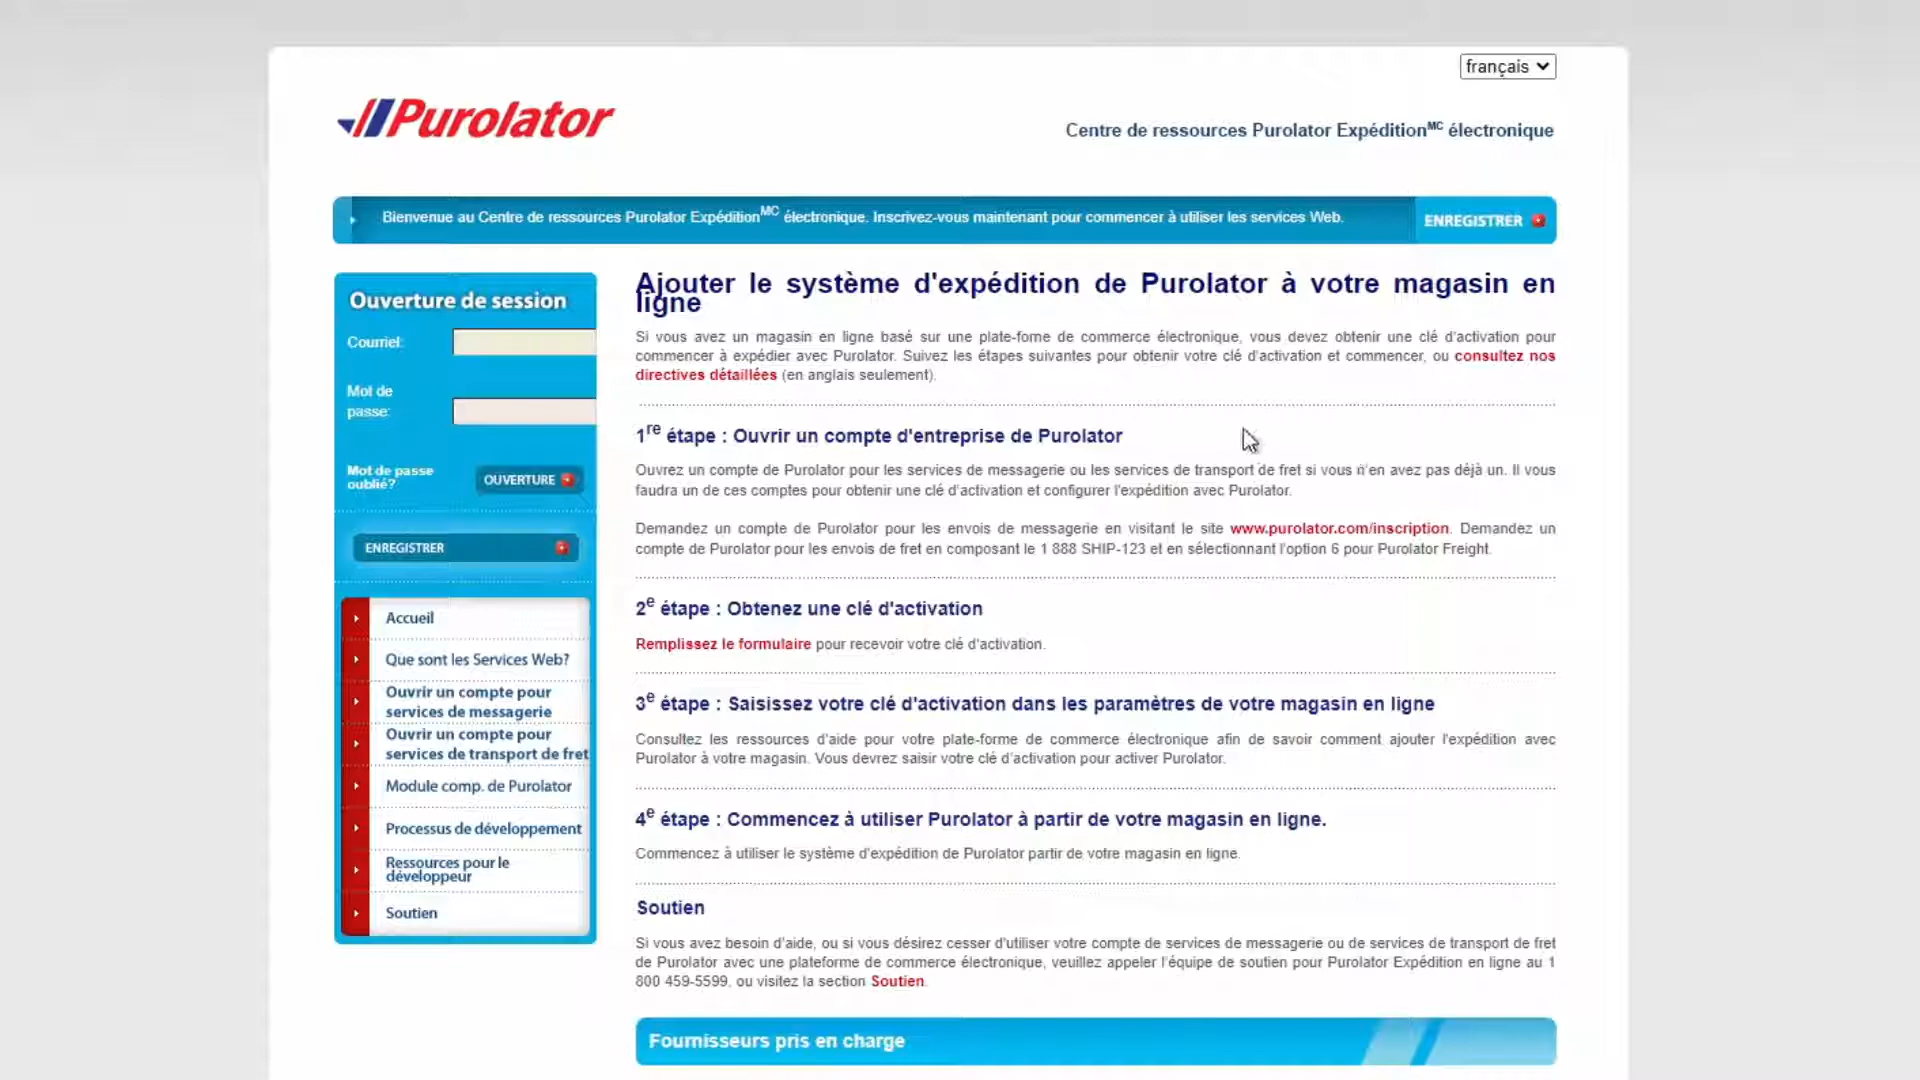 français
Purolator
Centre de ressources Purolator Expédition^MC électronique
Bienvenue au Centre de ressources Purolator Expédition^MC électronique. Inscrivez-vous maintenant pour commencer à utiliser les services Web.
ENREGISTRER
Ouverture de session
Courriel:
Mot de
passe:
Mot de passe
oublié?
OUVERTURE
ENREGISTRER
Accueil
Que sont les Services Web?
Ouvrir un compte pour
services de messagerie
Ouvrir un compte pour
services de transport de fret
Module comp. de Purolator
Processus de développement
Ressources pour le
développeur
Soutien
Ajouter le système d'expédition de Purolator à votre magasin en
ligne
Si vous avez un magasin en ligne basé sur une plate-fome de commerce électronique, vous devez obtenir une clé d'activation pour
commencer à expédier avec Purolator. Suivez les étapes suivantes pour obtenir votre clé d'activation et commencer, ou consultez nos
directives détaillées (en anglais seulement).
1re étape : Ouvrir un compte d'entreprise de Purolator
Ouvrez un compte de Purolator pour les services de messagerie ou les services de transport de fret si vous n'en avez pas déjà un. Il vous
faudra un de ces comptes pour obtenir une clé d'activation et configurer l'expédition avec Purolator.
Demandez un compte de Purolator pour les envois de messagerie en visitant le site www.purolator.com/inscription. Demandez un
compte de Purolator pour les envois de fret en composant le 1 888 SHIP-123 et en sélectionnant l'option 6 pour Purolator Freight.
2e étape : Obtenez une clé d'activation
Remplissez le formulaire pour recevoir votre clé d'activation.
3e étape : Saisissez votre clé d'activation dans les paramètres de votre magasin en ligne
Consultez les ressources d'aide pour votre plate-forme de commerce électronique afin de savoir comment ajouter l'expédition avec
Purolator à votre magasin. Vous devrez saisir votre clé d'activation pour activer Purolator.
4e étape : Commencez à utiliser Purolator à partir de votre magasin en ligne.
Commencez à utiliser le système d'expédition de Purolator partir de votre magasin en ligne.
Soutien
Si vous avez besoin d'aide, ou si vous désirez cesser d'utiliser votre compte de services de messagerie ou de services de transport de fret
de Purolator avec une plateforme de commerce électronique, veuillez appeler l'équipe de soutien pour Purolator Expédition en ligne au 1
800 459-5599, ou visitez la section Soutien.
Fournisseurs pris en charge